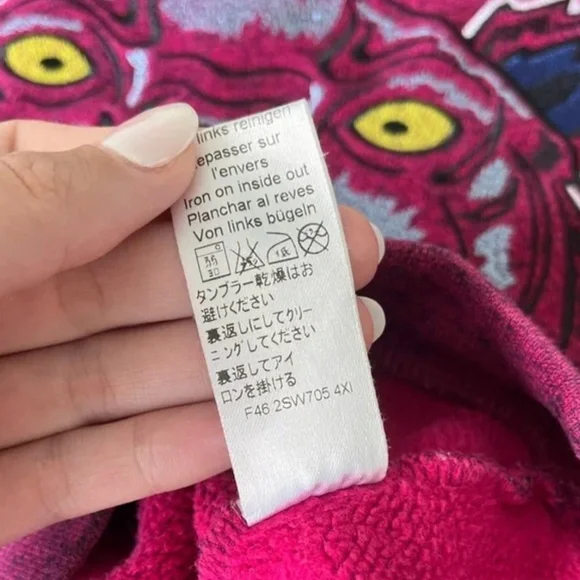 links reinigen
epasser sur
l'envers
Iron on inside out
Planchar al reves
Von links bügeln
タンブラー乾燥はお
避けください
裏返しにしてクリー
ニングしてください
裏返してアイ
ロンを掛ける
F46 2SW705 4XI